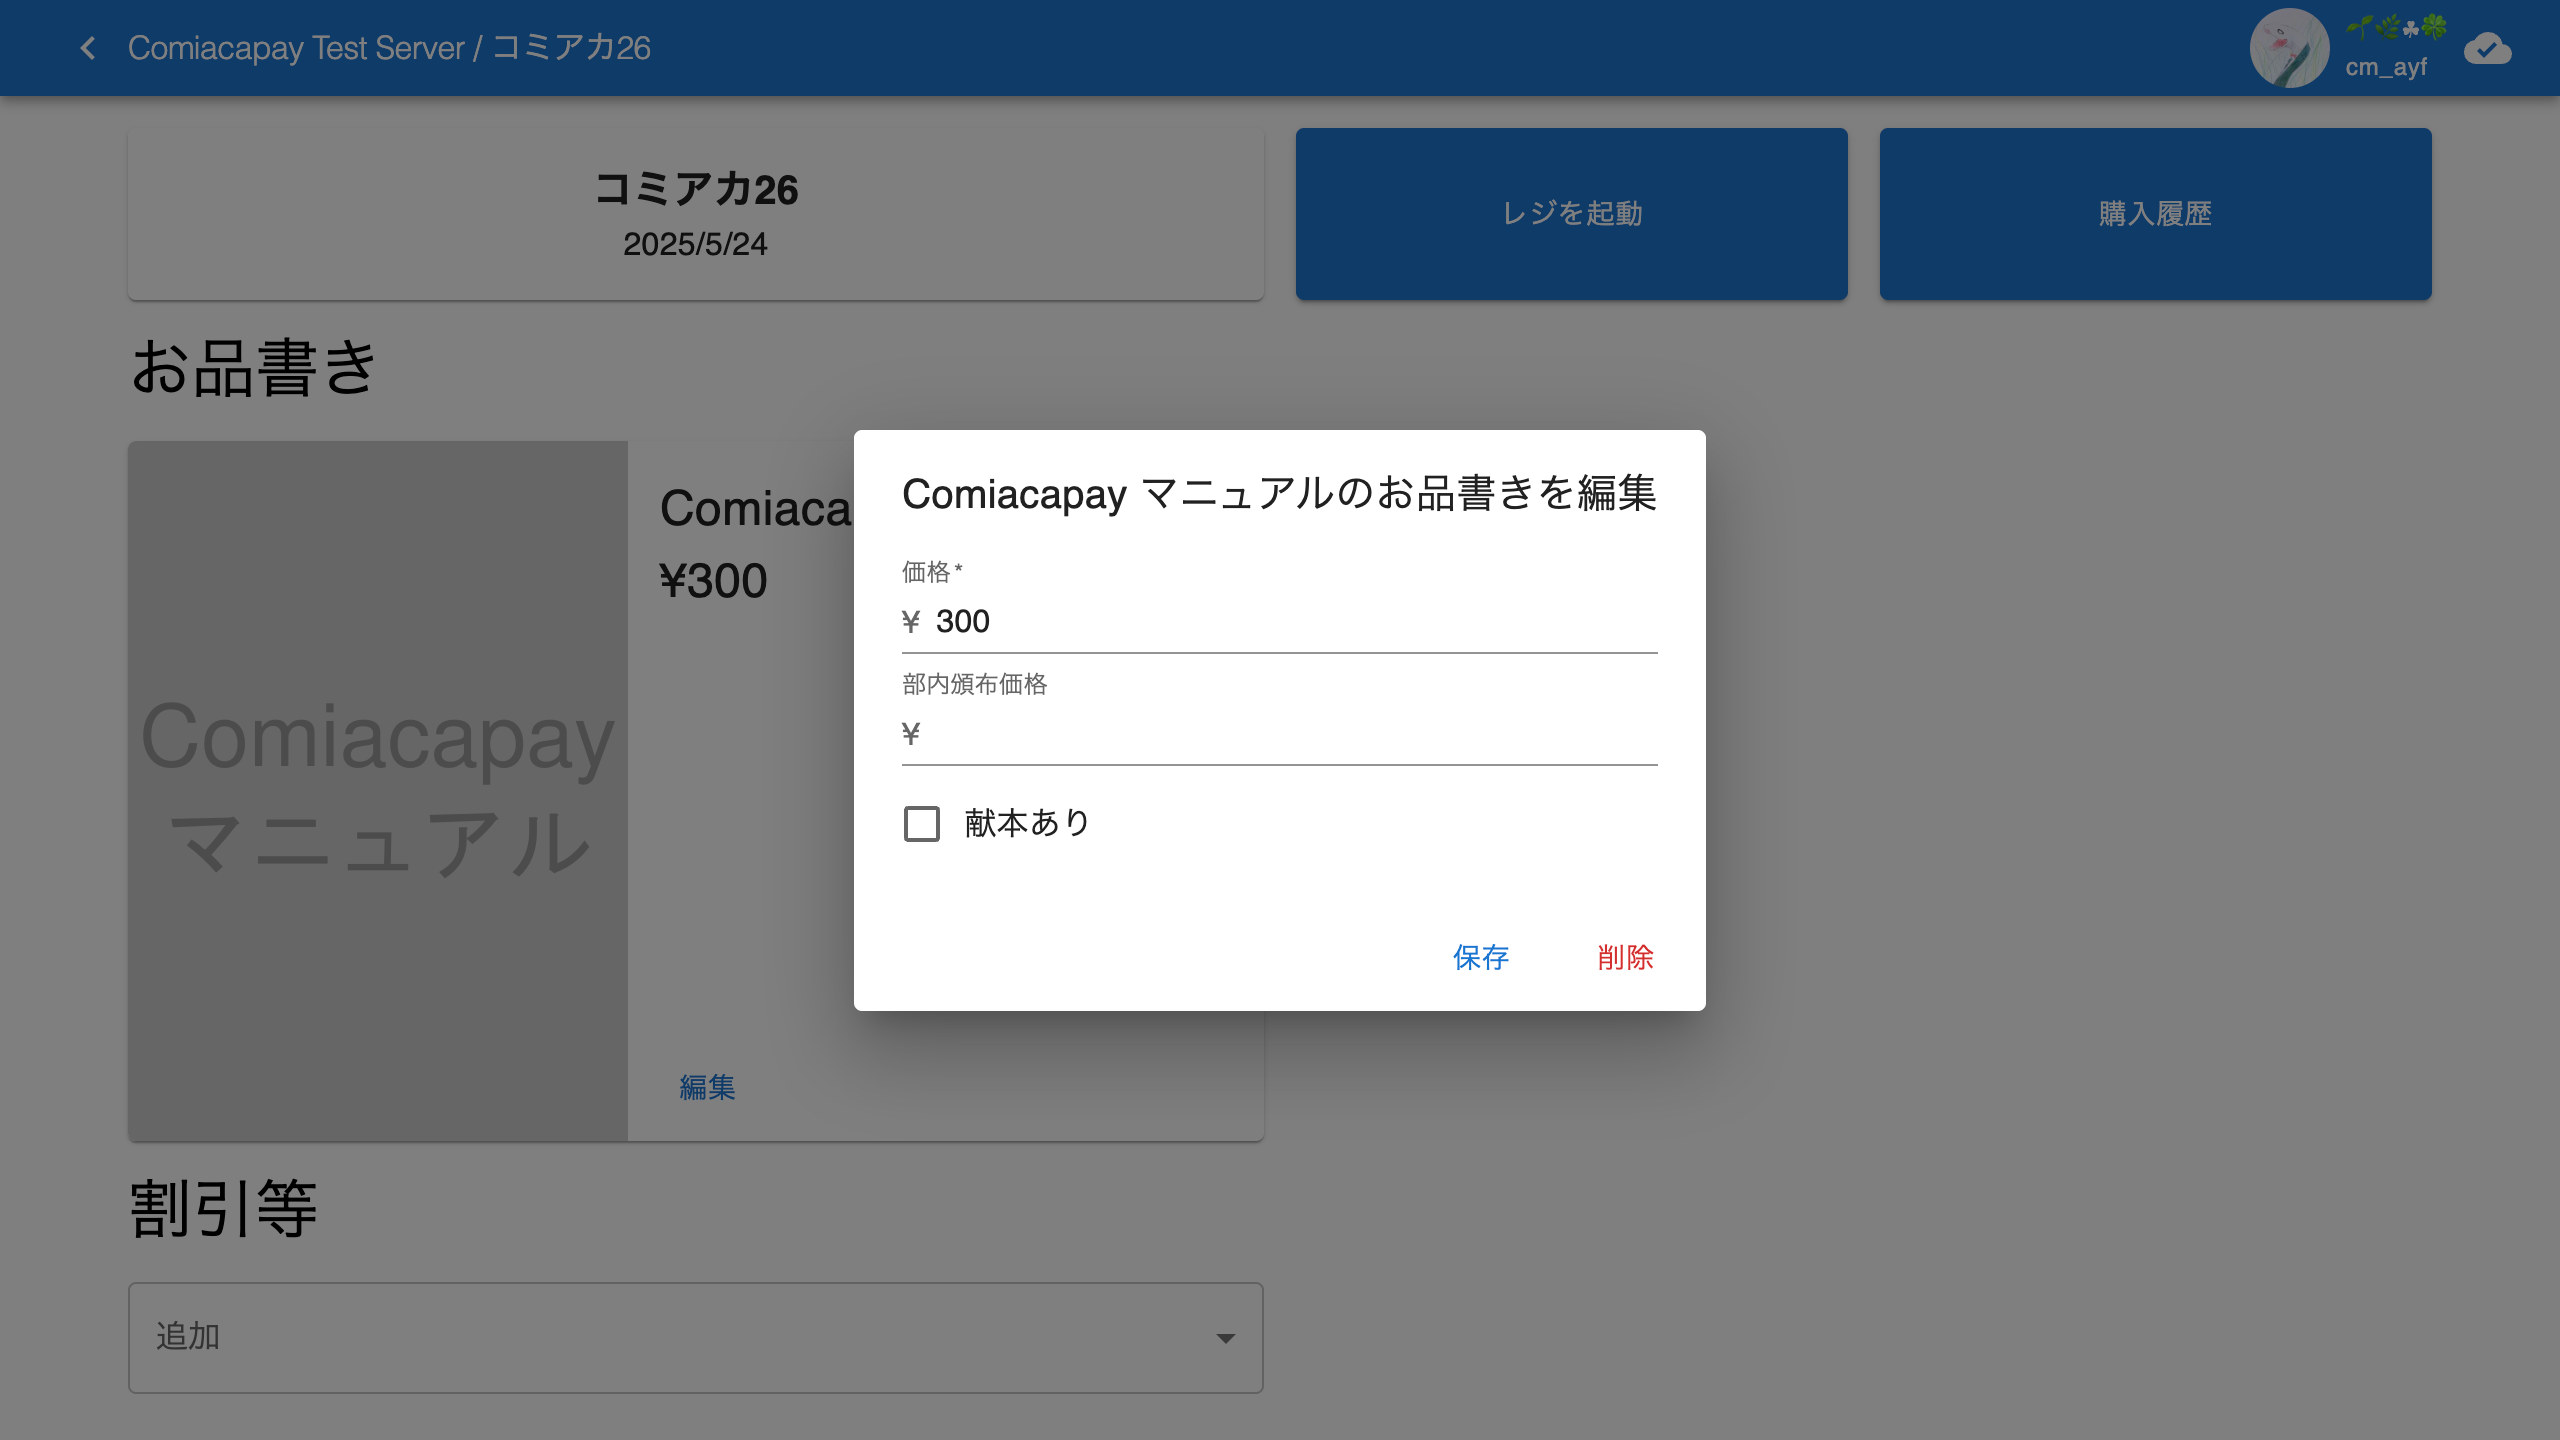 Comiacapay Test Server / コミアカ26
🌱🌿☘🍀
cm_ayf
コミアカ26
2025/5/24
レジを起動
購入履歴
お品書き
Comiacapay
マニュアル
Comiaca
¥300
編集
Comiacapay マニュアルのお品書きを編集
価格*
¥ 300
部内頒布価格
¥
献本あり
保存
削除
割引等
追加